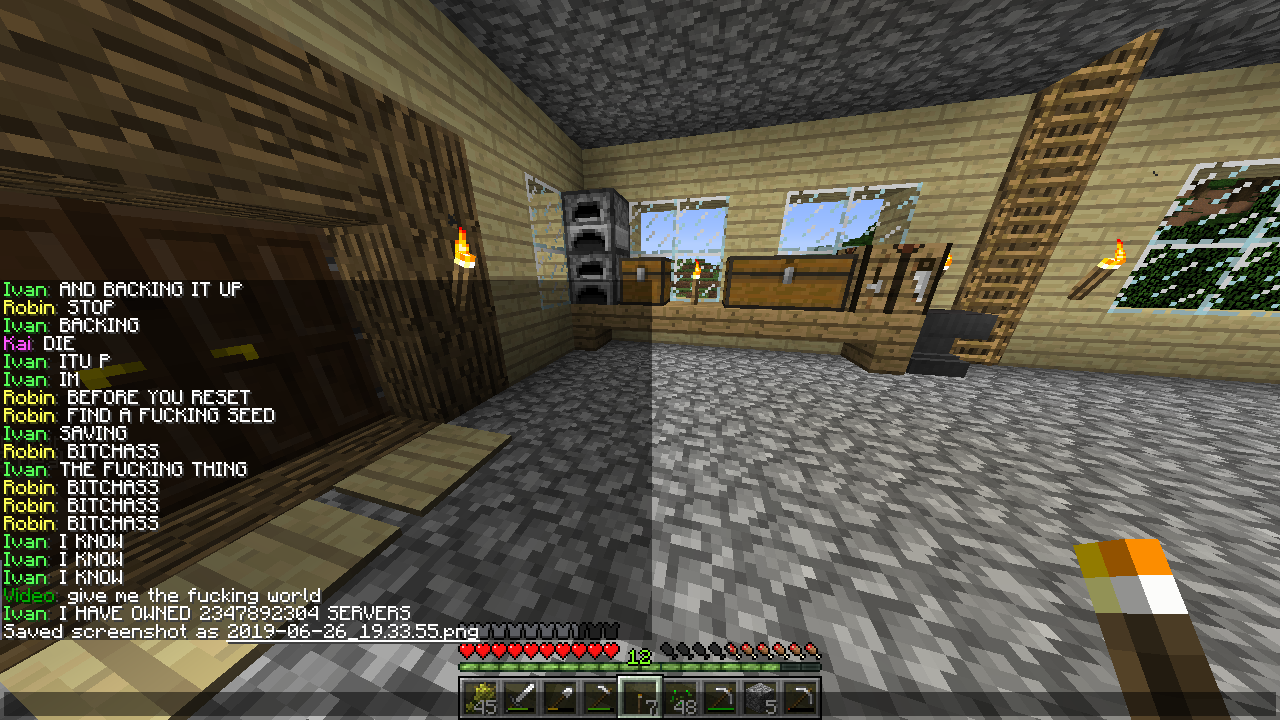 Ivan: AND BACKING IT UP
Robin: STOP
Ivan: BACKING
Kai: DIE
Ivan: ITU P
Ivan: IM
Robin: BEFORE YOU RESET
Robin: FIND A FUCKING SEED
Ivan: SAVING
Robin: BITCHASS
Ivan: THE FUCKING THING
Robin: BITCHASS
Robin: BITCHASS
Robin: BITCHASS
Ivan: I KNOW
Ivan: I KNOW
Ivan: I KNOW
Video: give me the fucking world
Ivan: I HAVE OWNED 2347892304 SERVERS
Saved screenshot as 2019-06-26_19.33.55.png
18
45 7 48 5